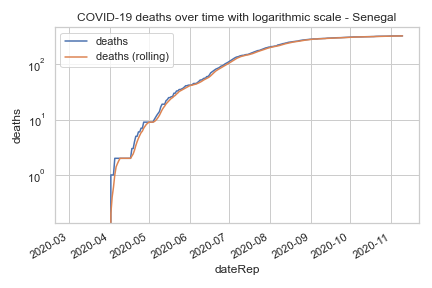 COVID-19 deaths over time with logarithmic scale - Senegal
deaths
deaths (rolling)
10²
10¹
10⁰
deaths
2020-03
2020-04
2020-05
2020-06
2020-07
2020-08
2020-09
2020-10
2020-11
dateRep